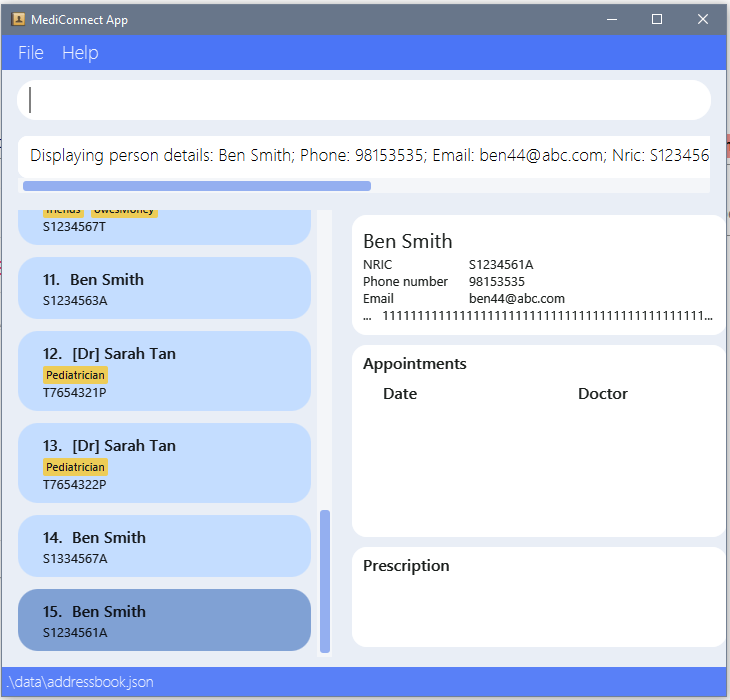 MediConnect App
File Help
Displaying person details: Ben Smith; Phone: 98153535; Email: ben44@abc.com; Nric: S123456
friends owesMoney
S1234567T
11. Ben Smith
S1234563A
12. [Dr] Sarah Tan
Pediatrician
T7654321P
13. [Dr] Sarah Tan
Pediatrician
T7654322P
14. Ben Smith
S1334567A
15. Ben Smith
S1234561A
Ben Smith
NRIC S1234561A
Phone number 98153535
Email ben44@abc.com
... 1111111111111111111111111111111111111111111111...
Appointments
Date Doctor
Prescription
.\data\addressbook.json